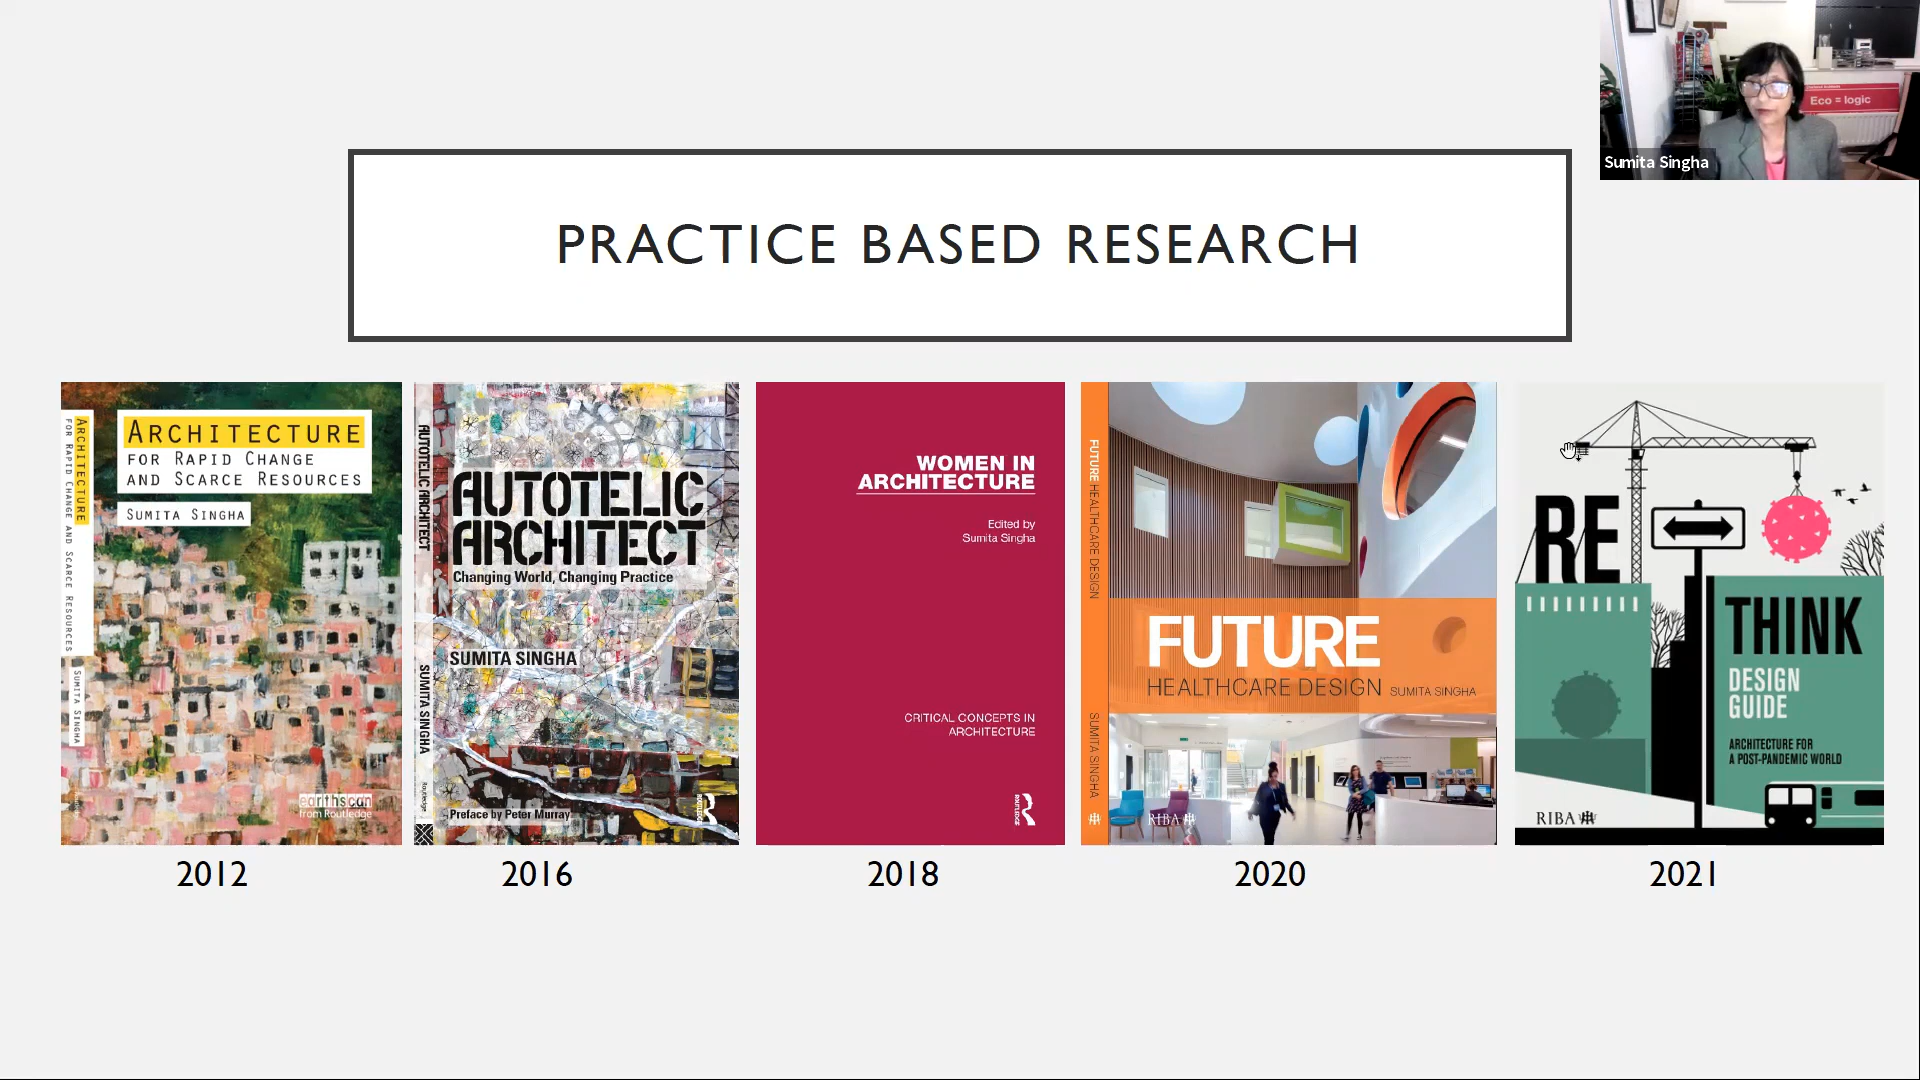 Eco = logic
Sumita Singha
PRACTICE BASED RESEARCH
ARCHITECTURE
FOR RAPID CHANGE AND SCARCE RESOURCES
SUMITA SINGHA
ARCHITECTURE
FOR RAPID CHANGE
AND SCARCE RESOURCES
SUMITA SINGHA
earthscan
from Routledge
AUTOTELIC ARCHITECT
SUMITA SINGHA
Routledge
AUTOTELIC
ARCHITECT
Changing World, Changing Practice
SUMITA SINGHA
Preface by Peter Murray
WOMEN IN
ARCHITECTURE
Edited by
Sumita Singha
CRITICAL CONCEPTS IN
ARCHITECTURE
ROUTLEDGE
FUTURE HEALTHCARE DESIGN
SUMITA SINGHA
FUTURE
HEALTHCARE DESIGN SUMITA SINGHA
RIBA
RE
THINK
DESIGN
GUIDE
ARCHITECTURE FOR
A POST-PANDEMIC WORLD
RIBA
2012
2016
2018
2020
2021